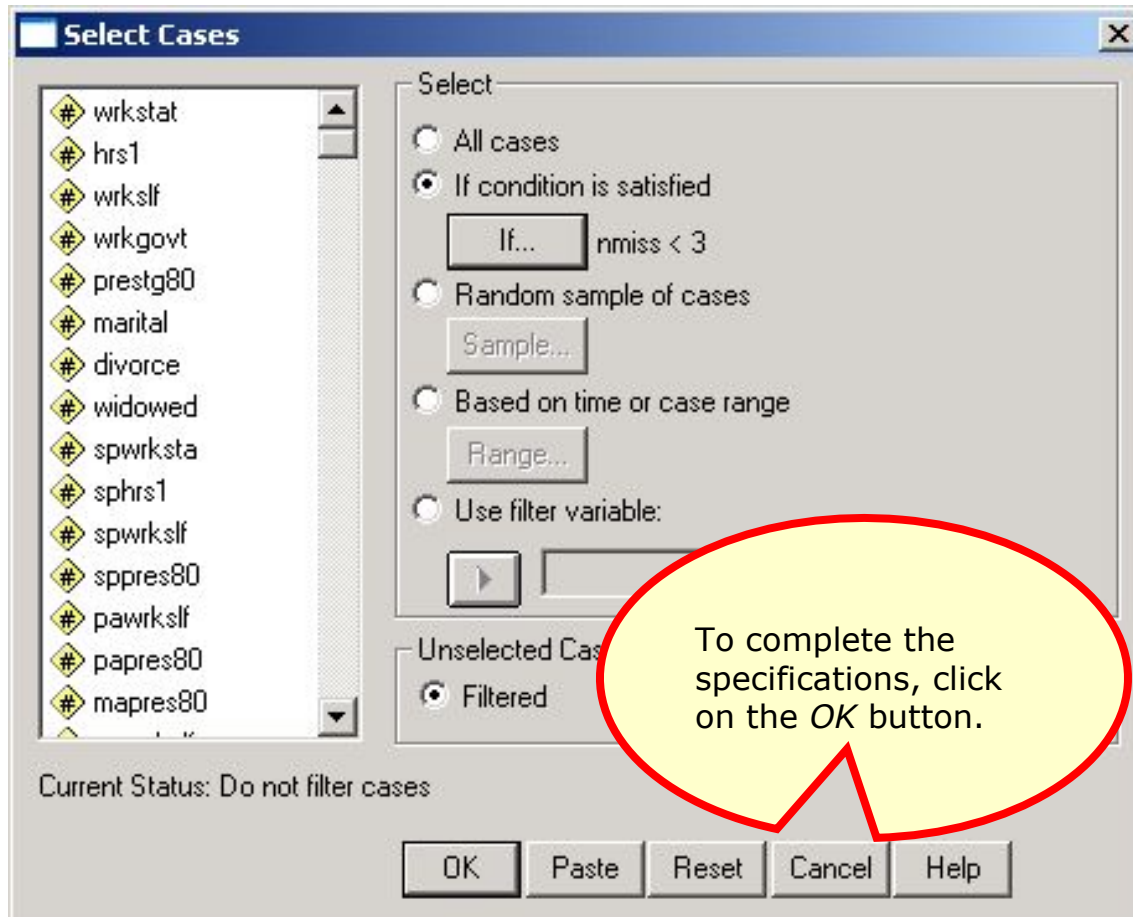 Select Cases
wrkstat
hrs1
wrkslf
wrkgovt
prestg80
marital
divorce
widowed
spwrksta
sphrs1
spwrkslf
sppres80
pawrkslf
papres80
mapres80
Select
All cases
If condition is satisfied
If... nmiss < 3
Random sample of cases
Sample...
Based on time or case range
Range...
Use filter variable:
Unselected Cas
Filtered
To complete the
specifications, click
on the OK button.
Current Status: Do not filter cases
OK Paste Reset Cancel Help